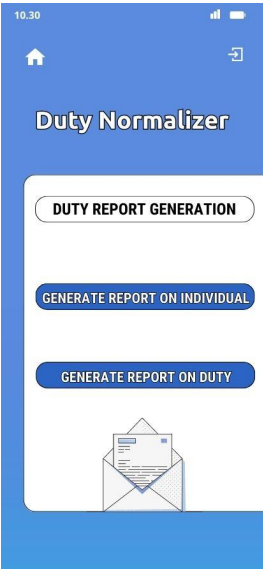 10.30
Duty Normalizer
DUTY REPORT GENERATION
GENERATE REPORT ON INDIVIDUAL
GENERATE REPORT ON DUTY